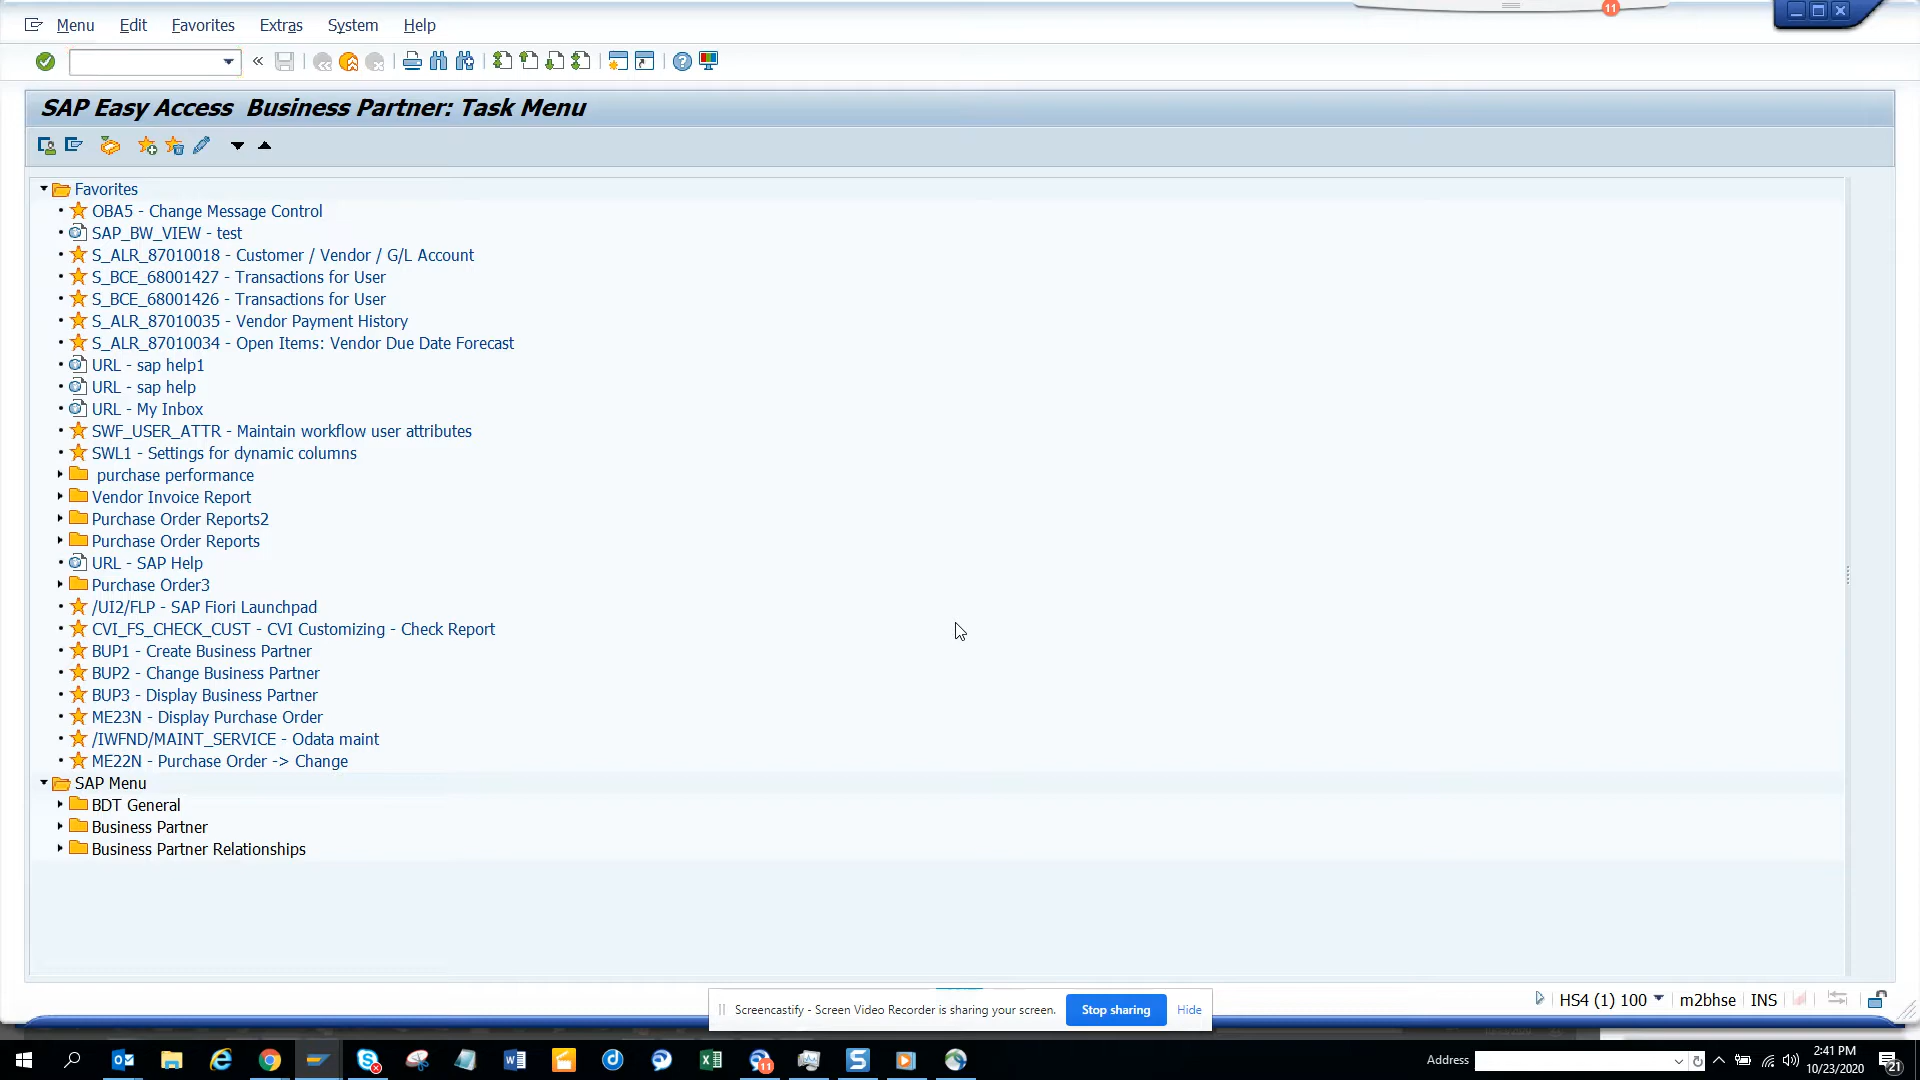 11
Menu Edit Favorites Extras System Help
SAP Easy Access Business Partner: Task Menu
Favorites
OBA5 - Change Message Control
SAP_BW_VIEW - test
S_ALR_87010018 - Customer / Vendor / G/L Account
S_BCE_68001427 - Transactions for User
S_BCE_68001426 - Transactions for User
S_ALR_87010035 - Vendor Payment History
S_ALR_87010034 - Open Items: Vendor Due Date Forecast
URL - sap help1
URL - sap help
URL - My Inbox
SWF_USER_ATTR - Maintain workflow user attributes
SWL1 - Settings for dynamic columns
purchase performance
Vendor Invoice Report
Purchase Order Reports2
Purchase Order Reports
URL - SAP Help
Purchase Order3
/UI2/FLP - SAP Fiori Launchpad
CVI_FS_CHECK_CUST - CVI Customizing - Check Report
BUP1 - Create Business Partner
BUP2 - Change Business Partner
BUP3 - Display Business Partner
ME23N - Display Purchase Order
/IWFND/MAINT_SERVICE - Odata maint
ME22N - Purchase Order -> Change
SAP Menu
BDT General
Business Partner
Business Partner Relationships
HS4 (1) 100 m2bhse INS
Screencastify - Screen Video Recorder is sharing your screen. Stop sharing Hide
Address
2:41 PM
10/23/2020
11
21